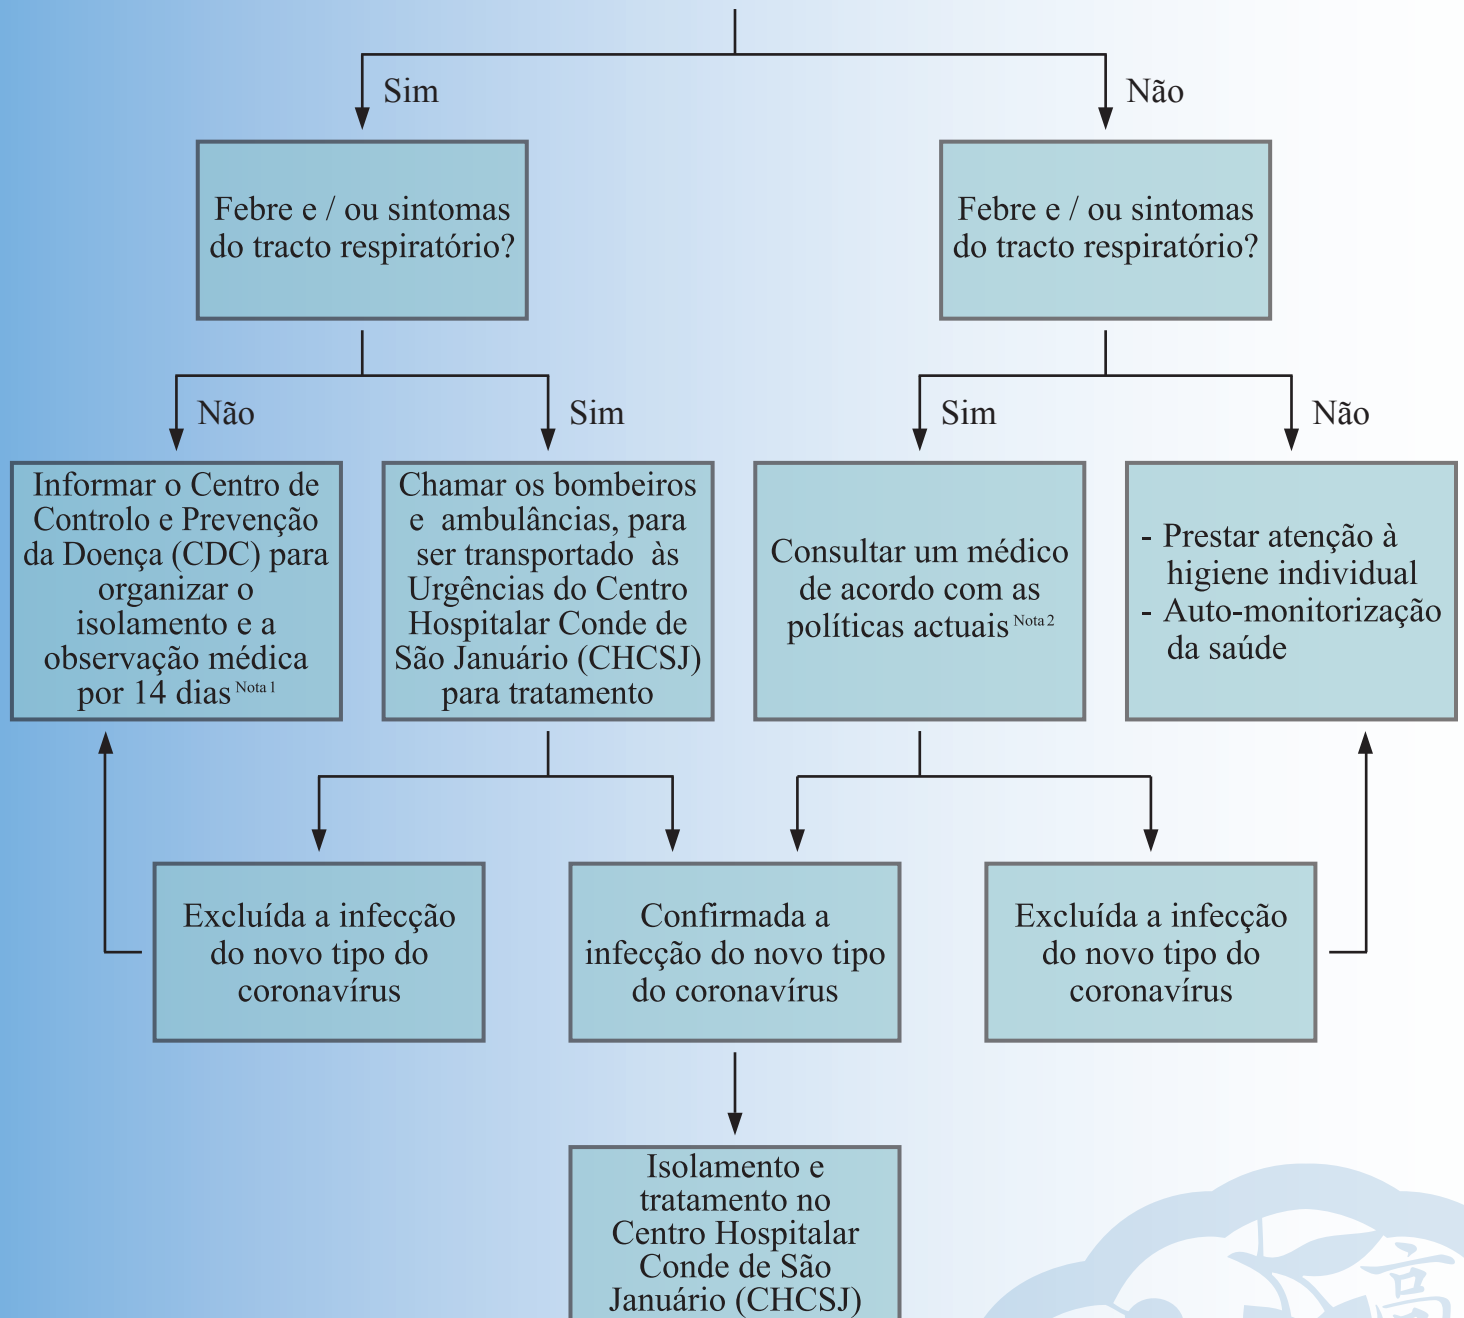 Sim
Não
Febre e / ou sintomas
do tracto respiratório?
Febre e / ou sintomas
do tracto respiratório?
Não
Sim
Sim
Não
Informar o Centro de
Controlo e Prevenção
da Doença (CDC) para
organizar o
isolamento e a
observação médica
por 14 dias Nota 1
Chamar os bombeiros
e ambulâncias, para
ser transportado às
Urgências do Centro
Hospitalar Conde de
São Januário (CHCSJ)
para tratamento
Consultar um médico
de acordo com as
políticas actuais Nota 2
- Prestar atenção à
higiene individual
- Auto-monitorização
da saúde
Excluída a infecção
do novo tipo do
coronavírus
Confirmada a
infecção do novo tipo
do coronavírus
Excluída a infecção
do novo tipo do
coronavírus
Isolamento e
tratamento no
Centro Hospitalar
Conde de São
Januário (CHCSJ)